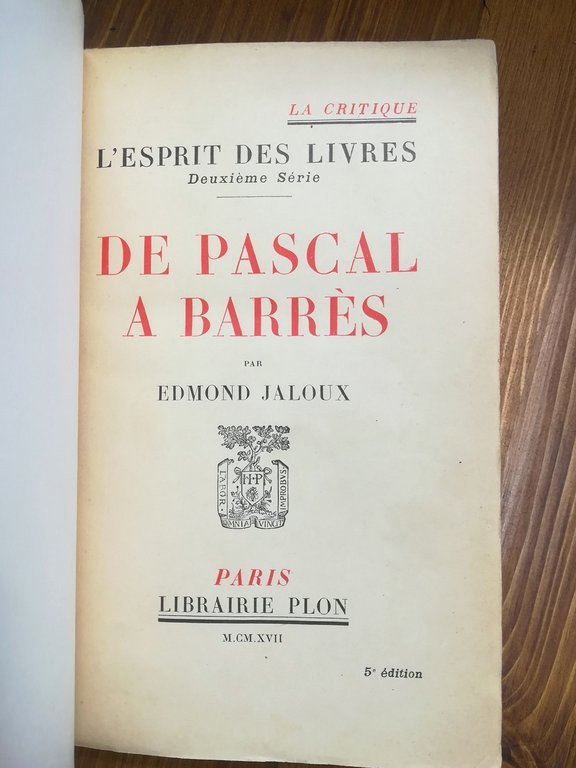 LA CRITIQUE
L'ESPRIT DES LIVRES
Deuxième Série
DE PASCAL
A BARRÈS
PAR
EDMOND JALOUX
H·P
LABOR
IMPROBVS
OMNIA VINCIT
PARIS
LIBRAIRIE PLON
M.CM.XVII
5e édition